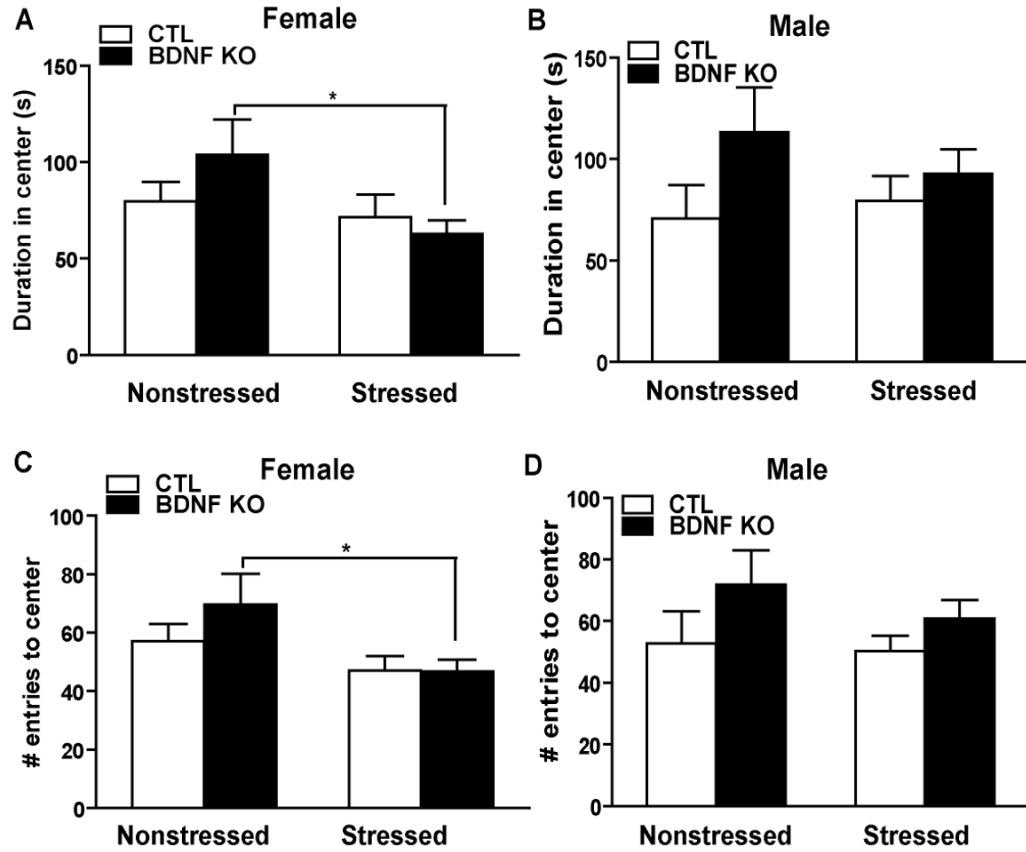 A
Female
CTL
BDNF KO
Duration in center (s)
150
100
50
0
*
Nonstressed
Stressed
B
Male
CTL
BDNF KO
Duration in center (s)
150
100
50
0
Nonstressed
Stressed
C
Female
CTL
BDNF KO
# entries to center
100
80
60
40
20
0
*
Nonstressed
Stressed
D
Male
CTL
BDNF KO
# entries to center
100
80
60
40
20
0
Nonstressed
Stressed